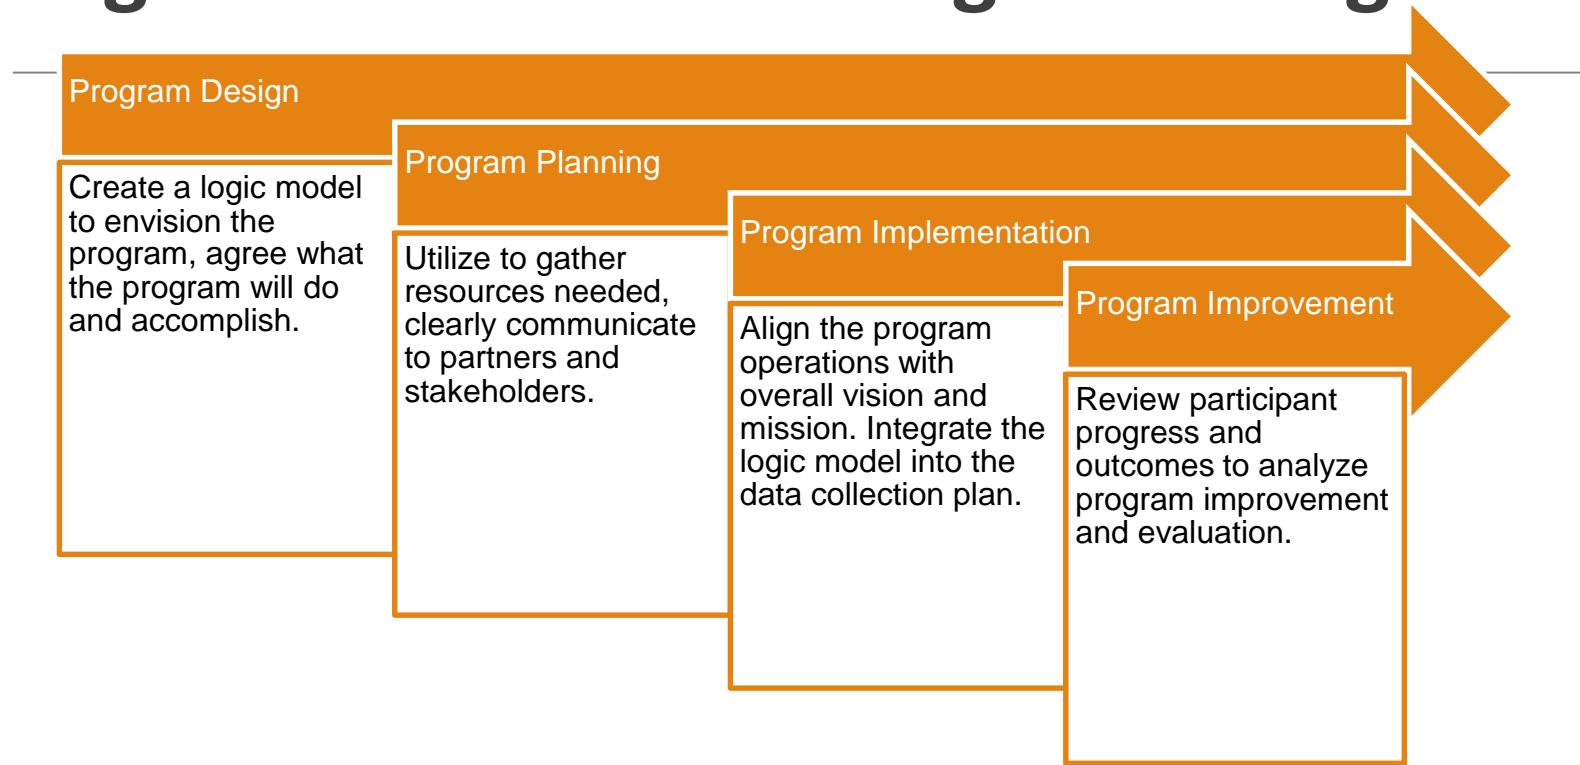 Program Design
Create a logic model
to envision the
program, agree what
the program will do
and accomplish.
Program Planning
Utilize to gather
resources needed,
clearly communicate
to partners and
stakeholders.
Program Implementation
Align the program
operations with
overall vision and
mission. Integrate the
logic model into the
data collection plan.
Program Improvement
Review participant
progress and
outcomes to analyze
program improvement
and evaluation.